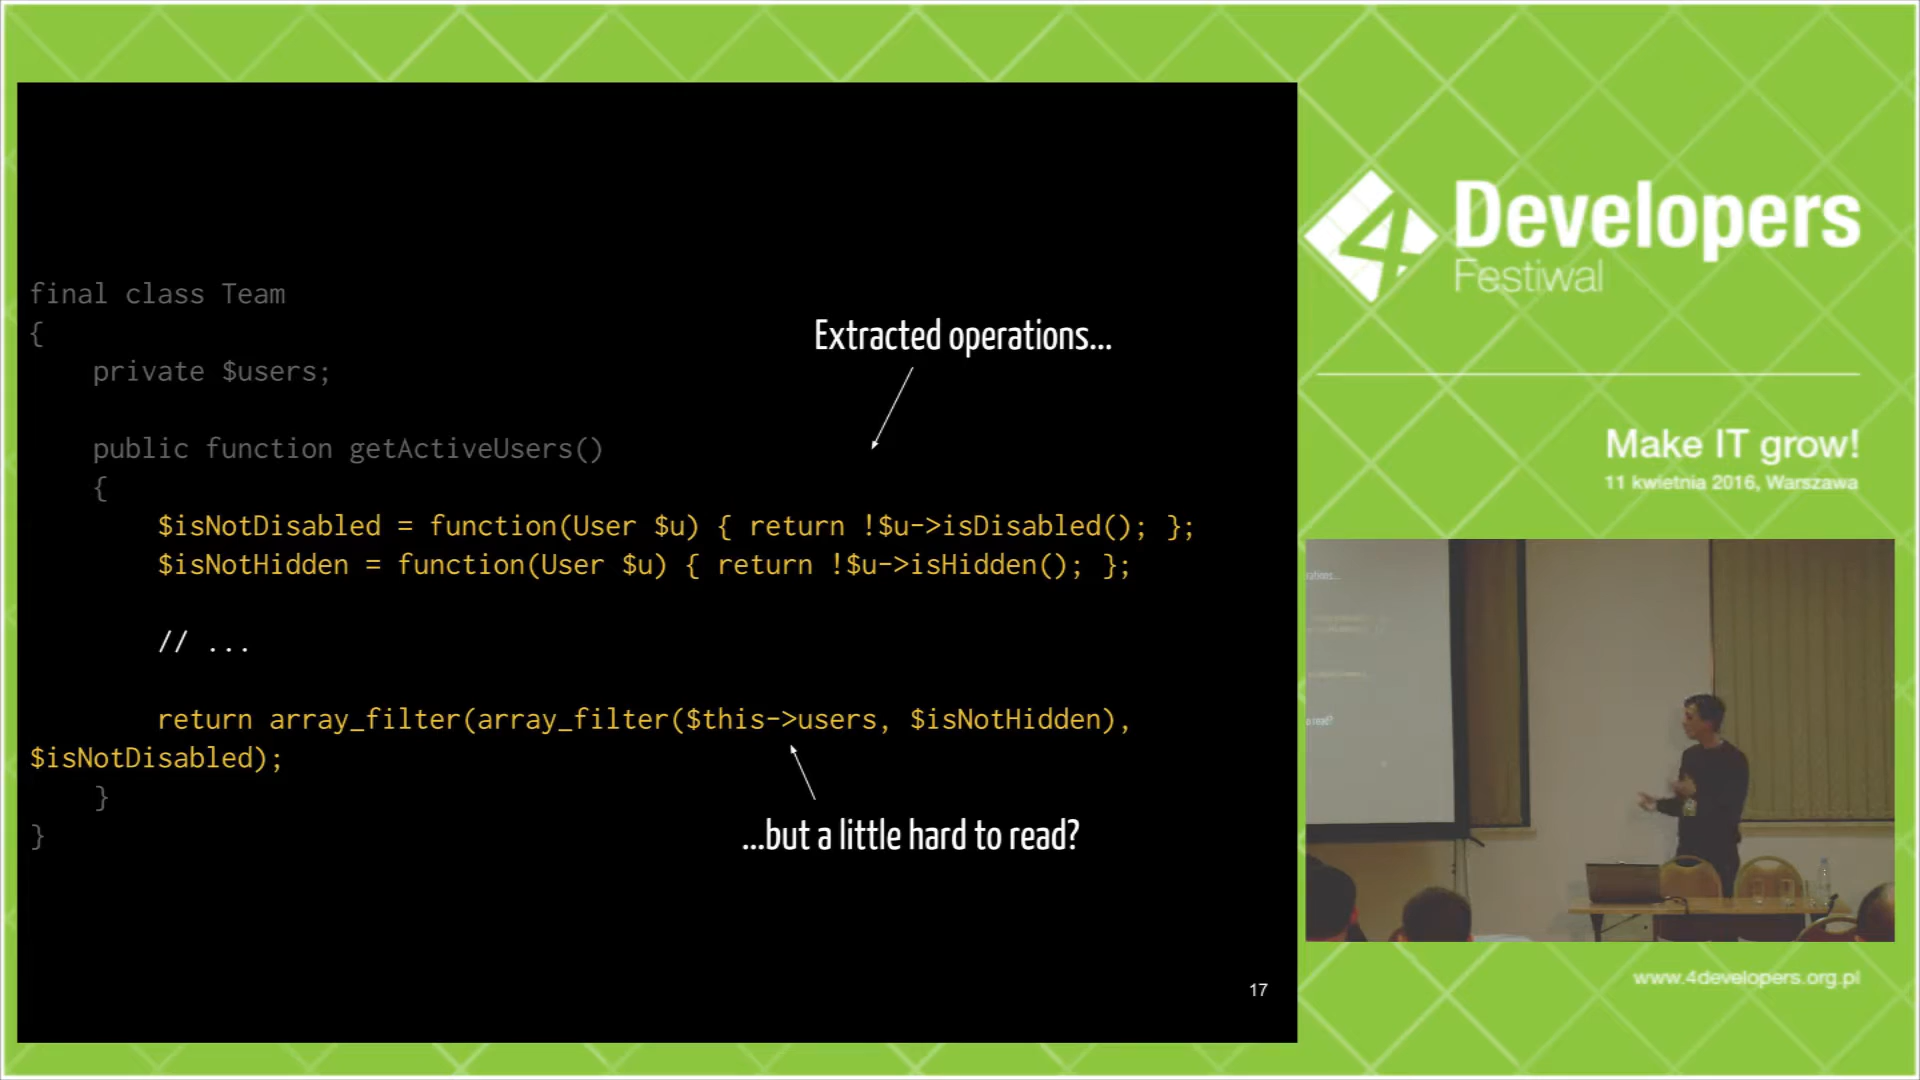 final class Team
{
private $users;
public function getActiveUsers()
{
$isNotDisabled = function(User $u) { return !$u->isDisabled(); };
$isNotHidden = function(User $u) { return !$u->isHidden(); };
// ...
return array_filter(array_filter($this->users, $isNotHidden),
$isNotDisabled);
}
}
Extracted operations...
...but a little hard to read?
17
4Developers
Festiwal
Make IT grow!
11 kwietnia 2016, Warszawa
www.4developers.org.pl